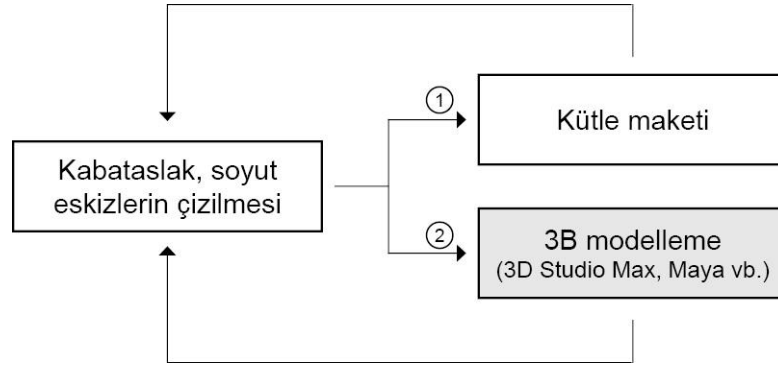 Kabataslak, soyut
eskizlerin çizilmesi
1
Kütle maketi
2
3B modelleme
(3D Studio Max, Maya vb.)